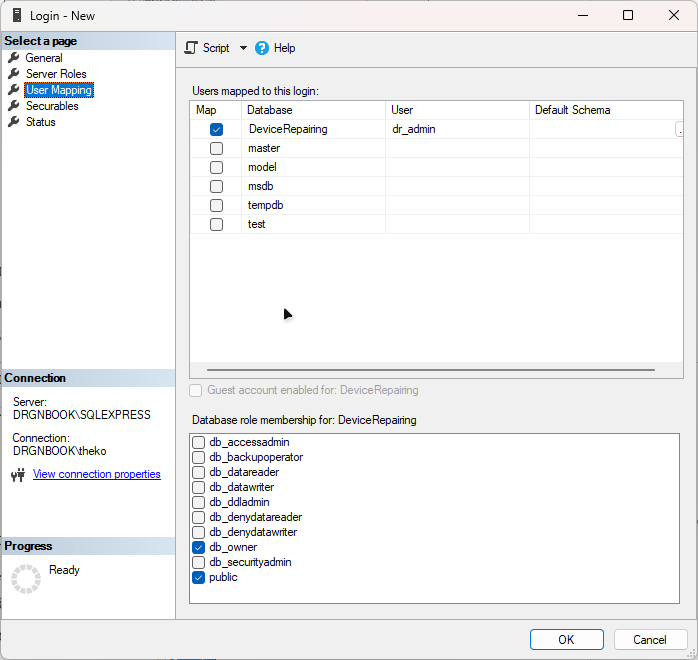 Login - New
Select a page
General
Server Roles
User Mapping
Securables
Status
Script
Help
Users mapped to this login:
Map Database User Default Schema
DeviceRepairing dr_admin
master
model
msdb
tempdb
test
Guest account enabled for: DeviceRepairing
Database role membership for: DeviceRepairing
db_accessadmin
db_backupoperator
db_datareader
db_datawriter
db_ddladmin
db_denydatareader
db_denydatawriter
db_owner
db_securityadmin
public
Connection
Server:
DRGNBOOK\SQLEXPRESS
Connection:
DRGNBOOK\theko
View connection properties
Progress
Ready
OK
Cancel